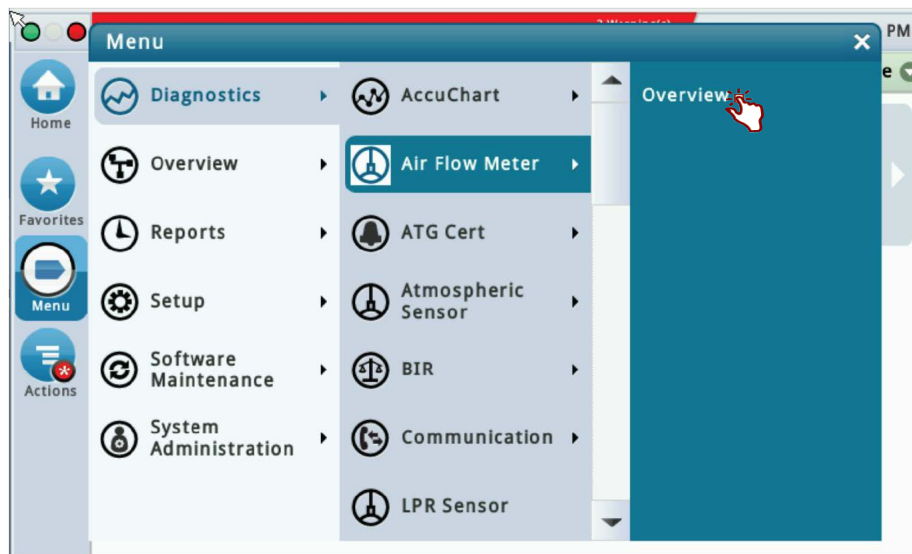 PM
Menu
e
Home
Favorites
Menu
Actions
Diagnostics
Overview
Reports
Setup
Software
Maintenance
System
Administration
AccuChart
Air Flow Meter
ATG Cert
Atmospheric
Sensor
BIR
Communication
LPR Sensor
Overview